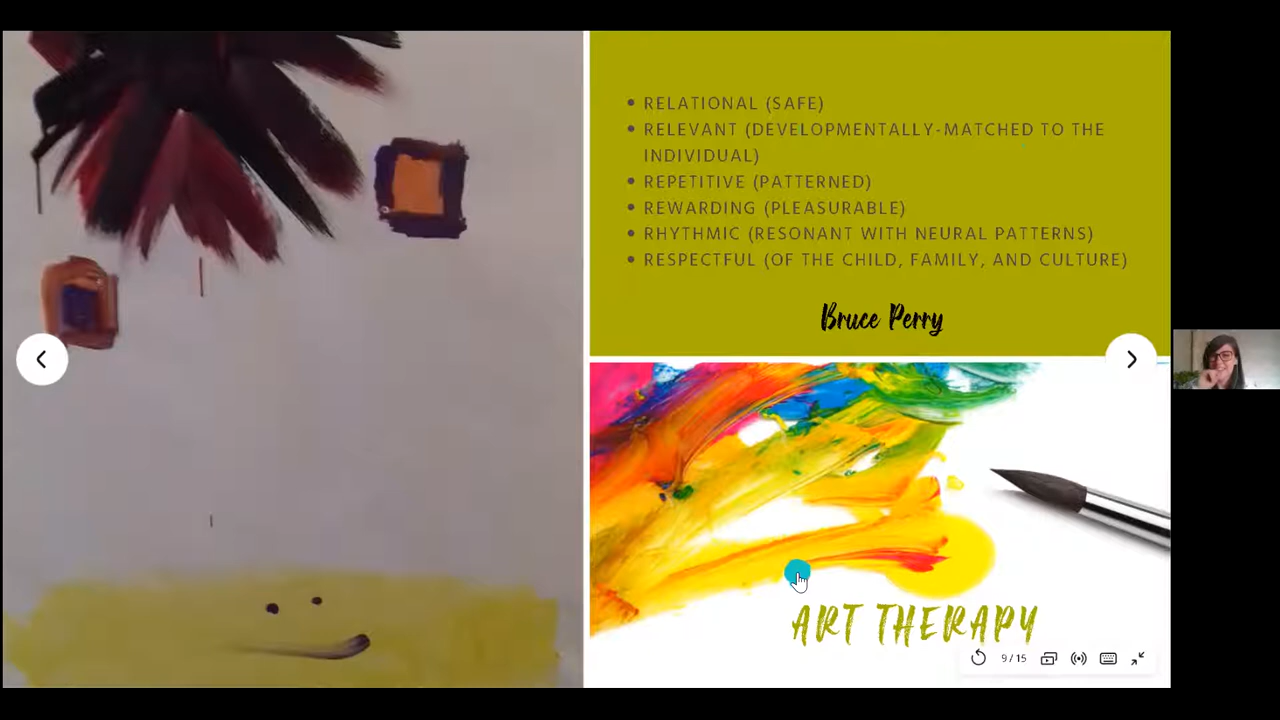 RELATIONAL (SAFE)
RELEVANT (DEVELOPMENTALLY-MATCHED TO THE
INDIVIDUAL)
REPETITIVE (PATTERNED)
REWARDING (PLEASURABLE)
RHYTHMIC (RESONANT WITH NEURAL PATTERNS)
RESPECTFUL (OF THE CHILD, FAMILY, AND CULTURE)
Bruce Perry
ART THERAPY
9/15